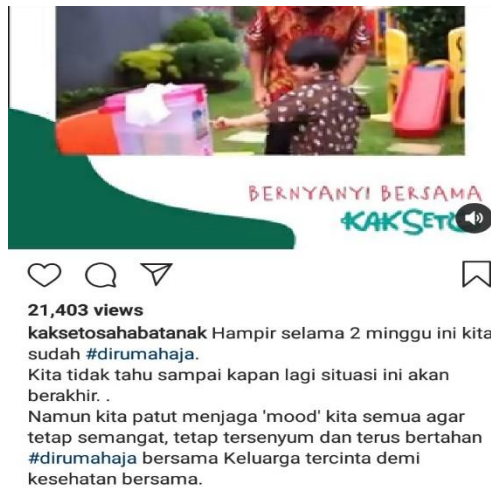 BERNYANYI BERSAMA
KAK SETO
21,403 views
kaksetosahabatanak Hampir selama 2 minggu ini kita
sudah #dirumahaja.
Kita tidak tahu sampai kapan lagi situasi ini akan
berakhir. .
Namun kita patut menjaga 'mood' kita semua agar
tetap semangat, tetap tersenyum dan terus bertahan
#dirumahaja bersama Keluarga tercinta demi
kesehatan bersama.